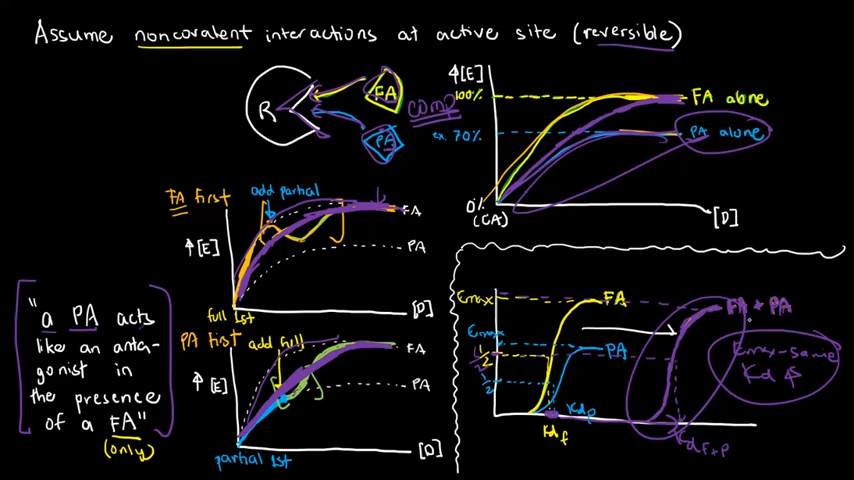 Assume noncovalent interactions at active site (reversible)
R
FA
PA
comp
↑[E]
100%
FA alone
ex. 70%
PA alone
0%
(CA)
[D]
FA first
add partial
FA
↑[E]
PA
full 1st
[D]
PA first
add full
FA
↑[E]
PA
partial 1st
[D]
"a PA acts
like an anta-
gonist in
the presence
of a FA"
(only)
Emax
FA
FA + PA
Emax
PA
1/2
1/2
Kdp
Kdf
KdF+P
Emax-same
Kd ↑